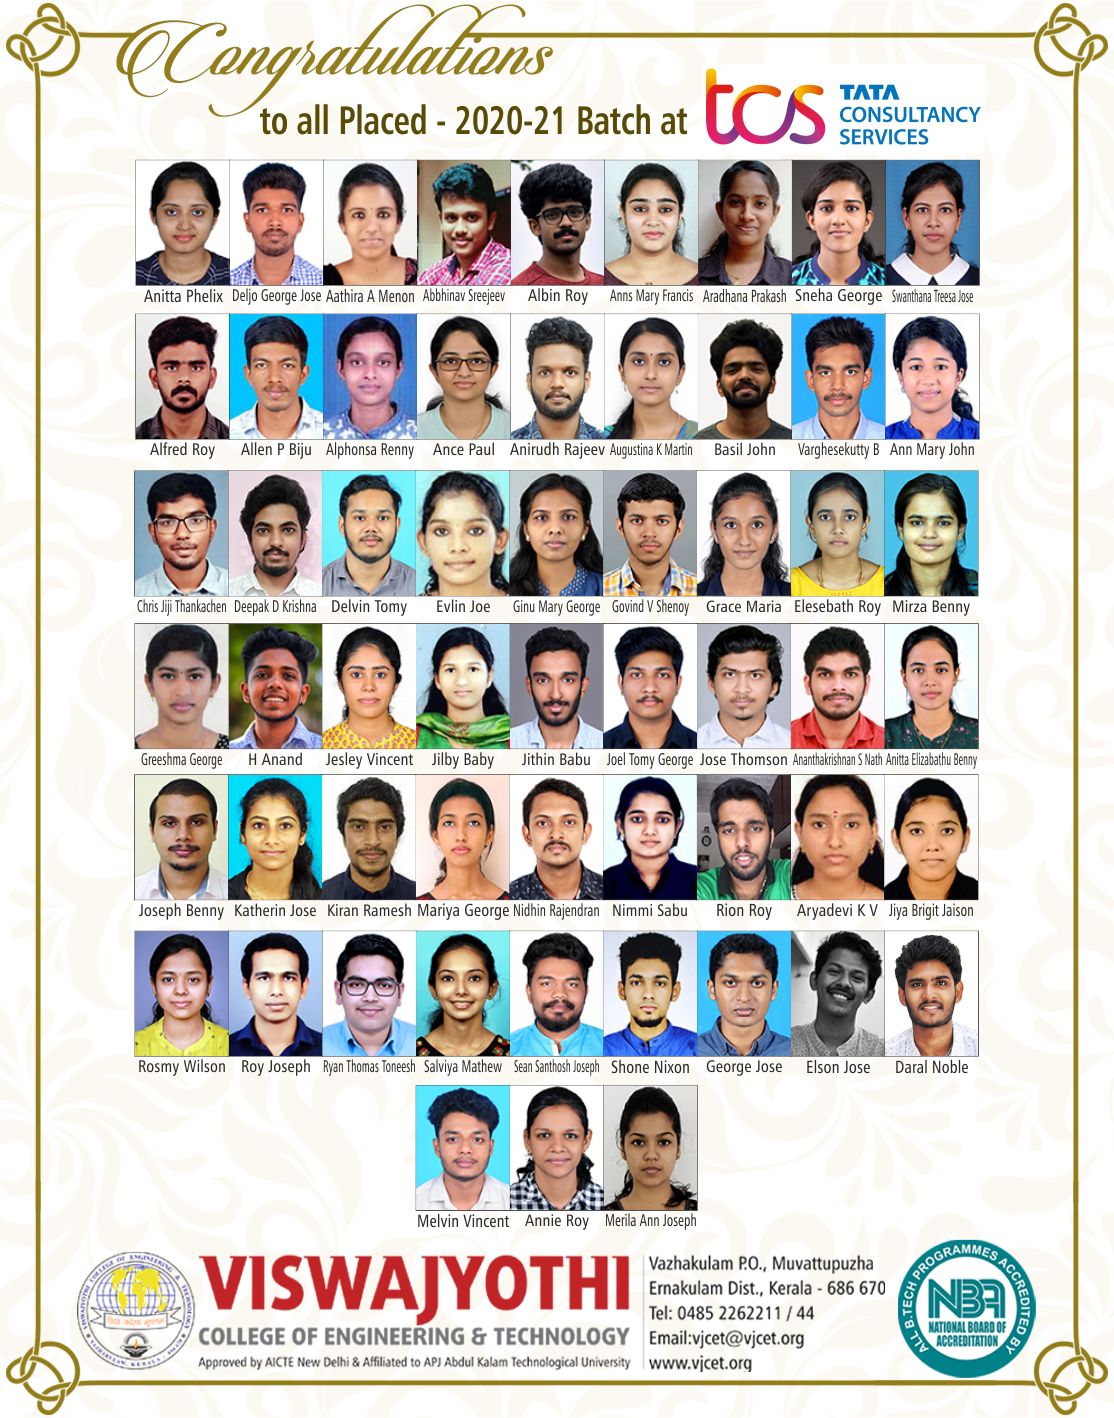 Congratulations
to all Placed - 2020-21 Batch at
tcs TATA
CONSULTANCY
SERVICES
Anitta Phelix Deljo George Jose Aathira A Menon Abbhinav Sreejeev Albin Roy Anns Mary Francis Aradhana Prakash Sneha George Swanthana Treesa Jose
Alfred Roy Allen P Biju Alphonsa Renny Ance Paul Anirudh Rajeev Augustina K Martin Basil John Varghesekutty B Ann Mary John
Chris Jiji Thankachen Deepak D Krishna Delvin Tomy Evlin Joe Ginu Mary George Govind V Shenoy Grace Maria Elesebath Roy Mirza Benny
Greeshma George H Anand Jesley Vincent Jilby Baby Jithin Babu Joel Tomy George Jose Thomson Ananthakrishnan S Nath Anitta Elizabathu Benny
Joseph Benny Katherin Jose Kiran Ramesh Mariya George Nidhin Rajendran Nimmi Sabu Rion Roy Aryadevi K V Jiya Brigit Jaison
Rosmy Wilson Roy Joseph Ryan Thomas Toneesh Salviya Mathew Sean Santhosh Joseph Shone Nixon George Jose Elson Jose Daral Noble
Melvin Vincent Annie Roy Merila Ann Joseph
VISWAJYOTHI
COLLEGE OF ENGINEERING & TECHNOLOGY
Approved by AICTE New Delhi & Affiliated to APJ Abdul Kalam Technological University
Vazhakulam P.O., Muvattupuzha
Ernakulam Dist., Kerala - 686 670
Tel: 0485 2262211 / 44
Email:vjcet@vjcet.org
www.vjcet.org
ALL B.TECH PROGRAMMES ACCREDITED BY
NBA
NATIONAL BOARD OF
ACCREDITATION